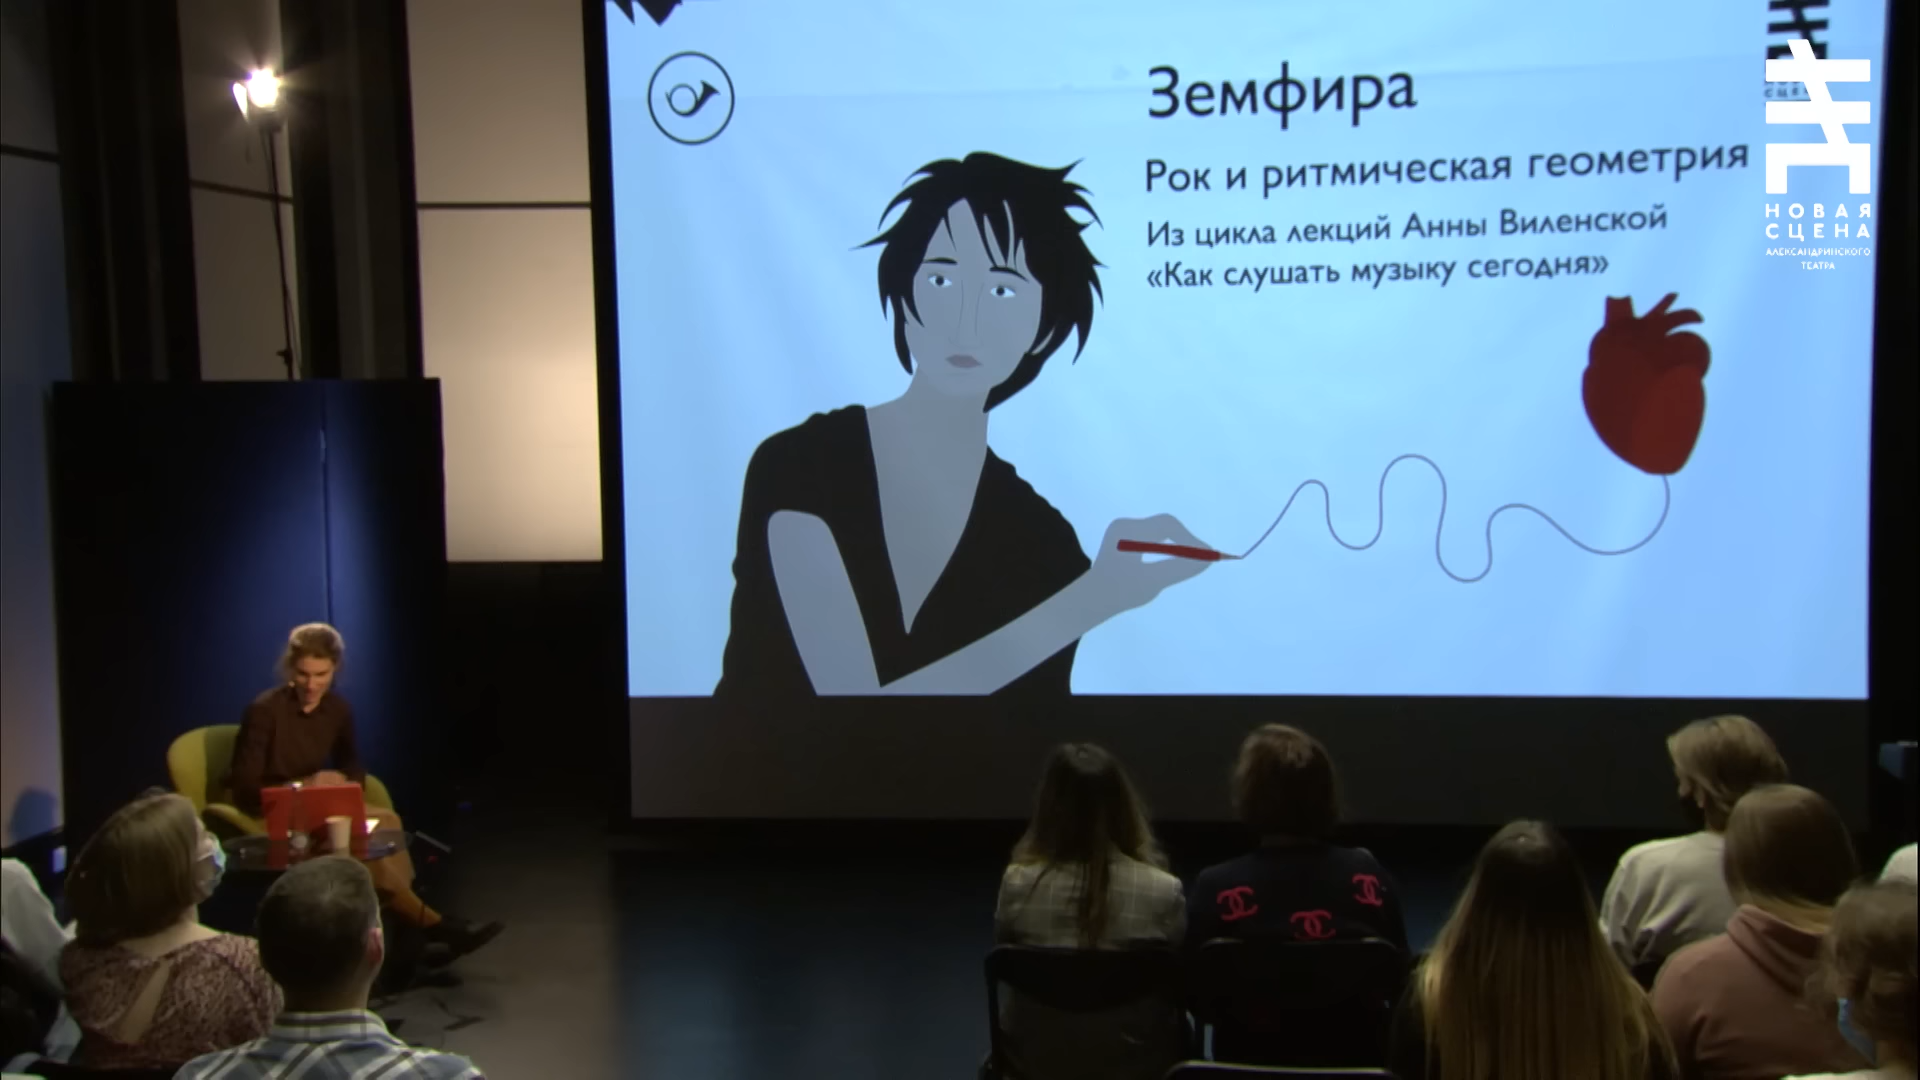 Земфира
Рок и ритмическая геометрия
Из цикла лекций Анны Виленской
«Как слушать музыку сегодня»
НОВАЯ
СЦЕНА
АЛЕКСАНДРИНСКОГО
ТЕАТРА